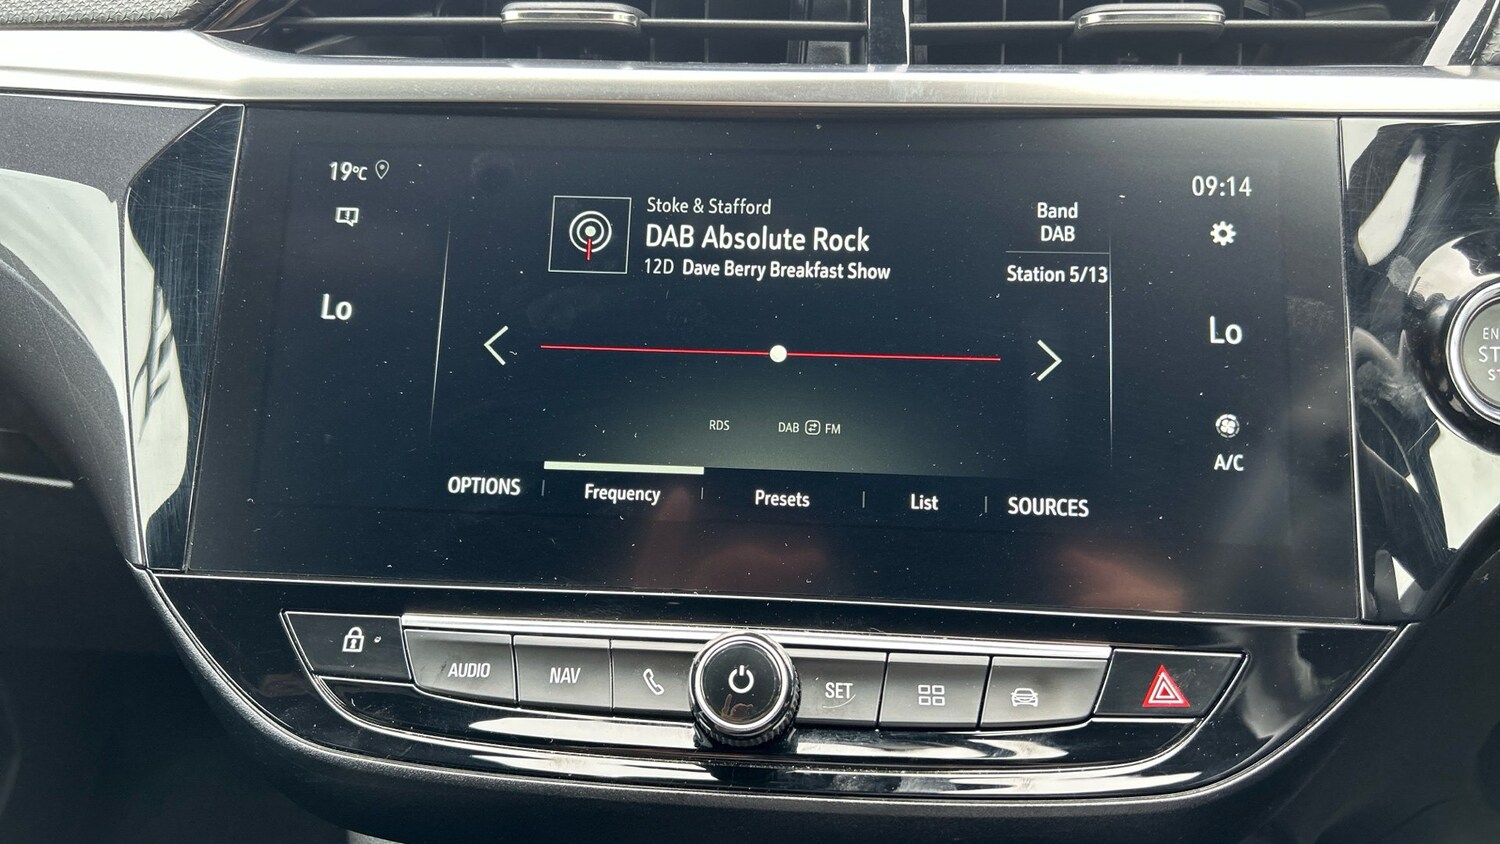 19°C
Lo
Stoke & Stafford
DAB Absolute Rock
12D Dave Berry Breakfast Show
Band
DAB
Station 5/13
09:14
Lo
A/C
RDS
DAB FM
OPTIONS
Frequency
Presets
List
SOURCES
AUDIO
NAV
SET